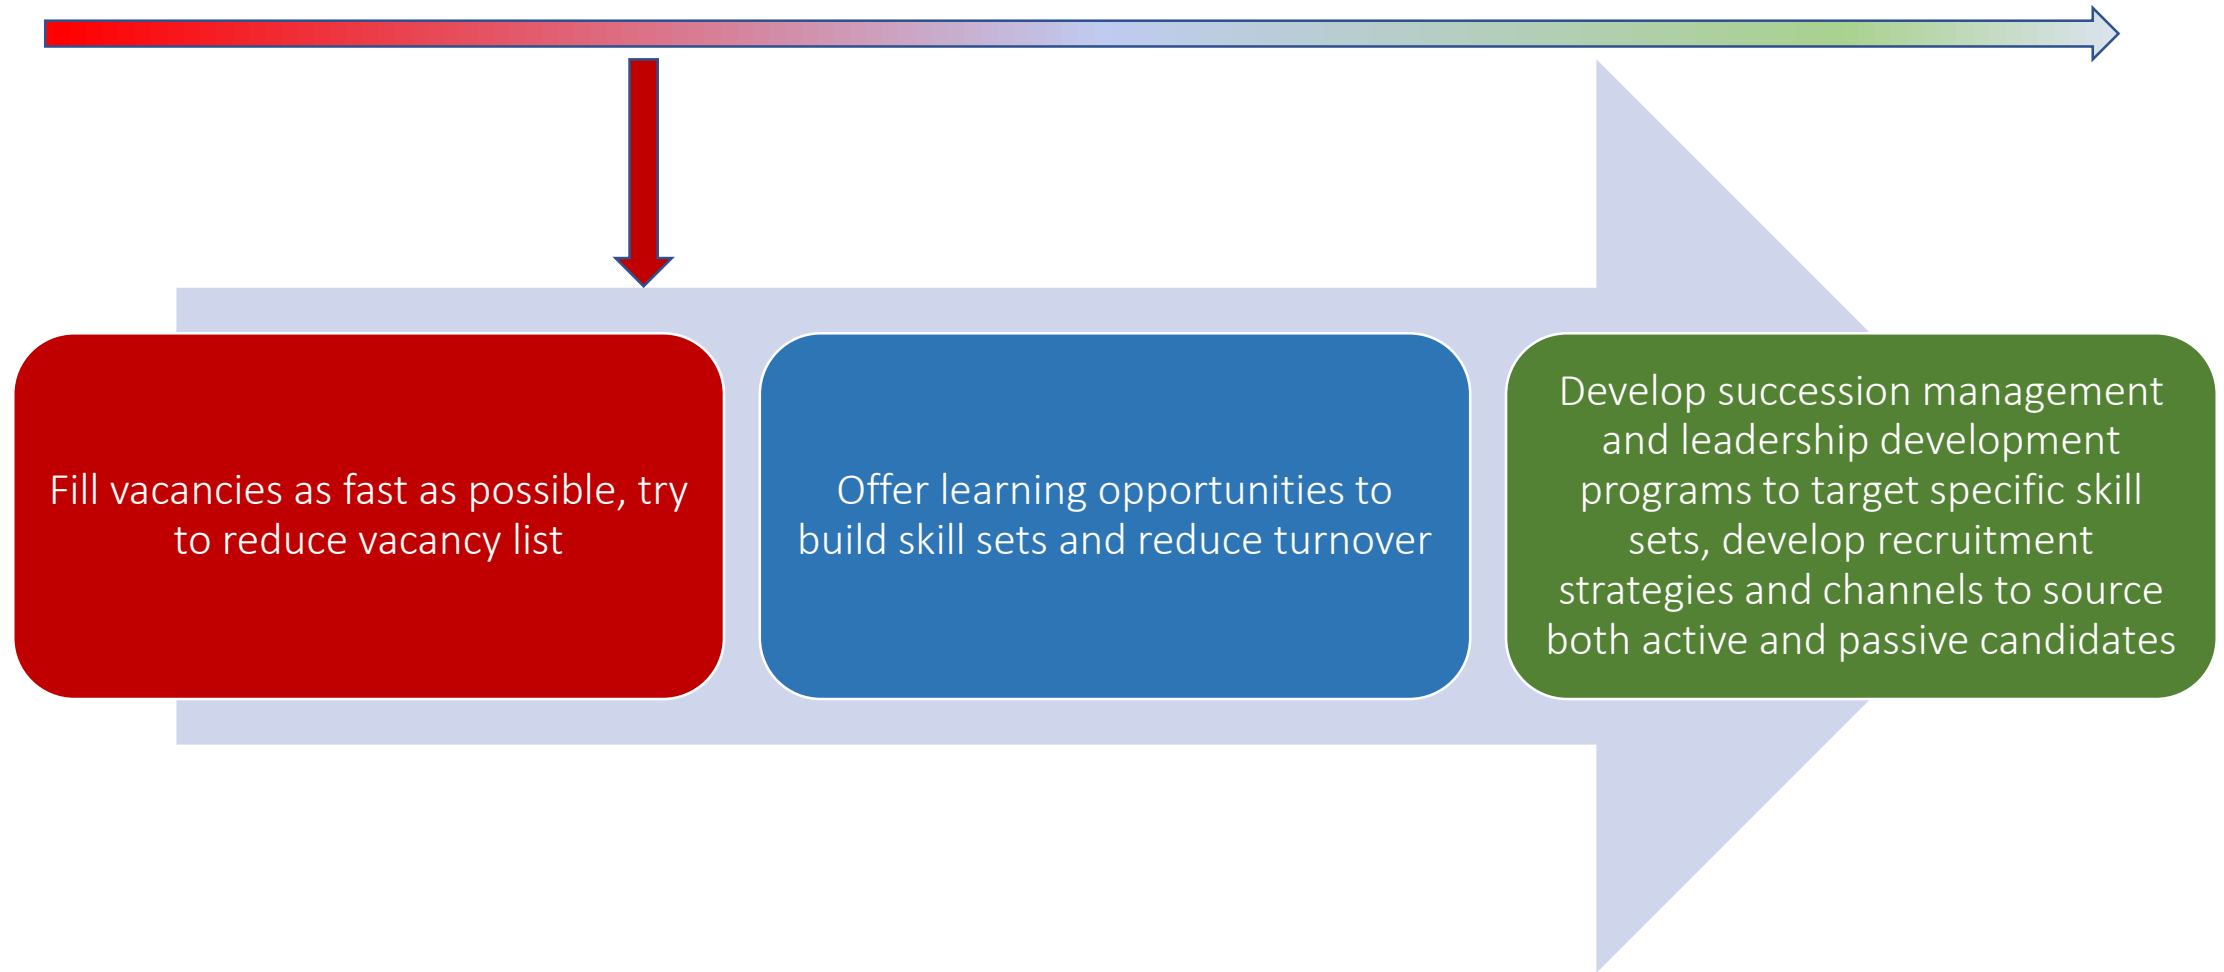 Fill vacancies as fast as possible, try
to reduce vacancy list
Offer learning opportunities to
build skill sets and reduce turnover
Develop succession management
and leadership development
programs to target specific skill
sets, develop recruitment
strategies and channels to source
both active and passive candidates